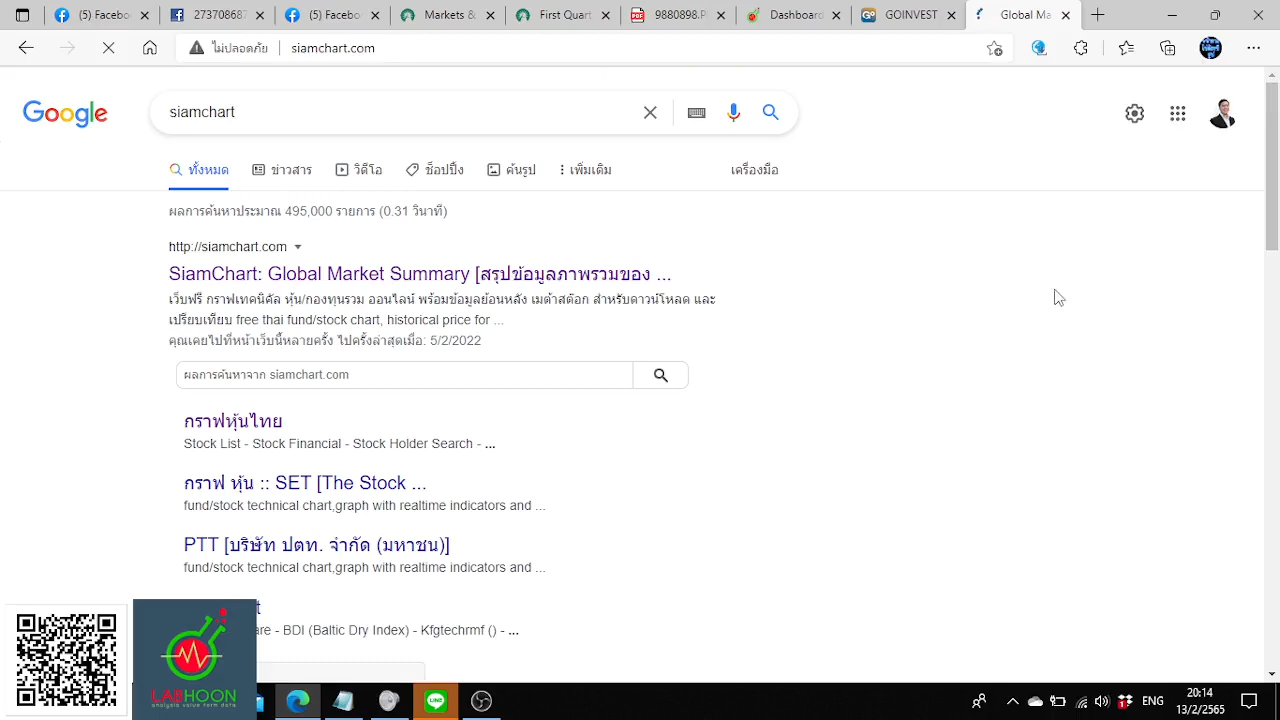 27370868
(5) Faceb
(5) Faceboo
Markets &
First Quart
9880898.P
Dashboard
GOINVEST
Global Ma
ไม่ปลอดภัย
siamchart.com
Google
siamchart
ทั้งหมด
ข่าวสาร
วิดีโอ
ช็อปปิ้ง
ค้นรูป
เพิ่มเติม
เครื่องมือ
ผลการค้นหาประมาณ 495,000 รายการ (0.31 วินาที)
http://siamchart.com
SiamChart: Global Market Summary [สรุปข้อมูลภาพรวมของ ...
เว็บฟรี กราฟเทคนิคัล หุ้น/กองทุนรวม ออนไลน์ พร้อมข้อมูลย้อนหลัง เมต้าสต๊อก สำหรับดาวน์โหลด และ
เปรียบเทียบ free thai fund/stock chart, historical price for ...
คุณเคยไปที่หน้าเว็บนี้หลายครั้ง ไปครั้งล่าสุดเมื่อ: 5/2/2022
ผลการค้นหาจาก siamchart.com
กราฟหุ้นไทย
Stock List - Stock Financial - Stock Holder Search - ...
กราฟ หุ้น :: SET [The Stock ...
fund/stock technical chart,graph with realtime indicators and ...
PTT [บริษัท ปตท. จำกัด (มหาชน)]
fund/stock technical chart,graph with realtime indicators and ...
are - BDI (Baltic Dry Index) - Kfgtechrmf () - ...
LABHOON
analysis value term data
LINE
ENG
20:14
13/2/2565